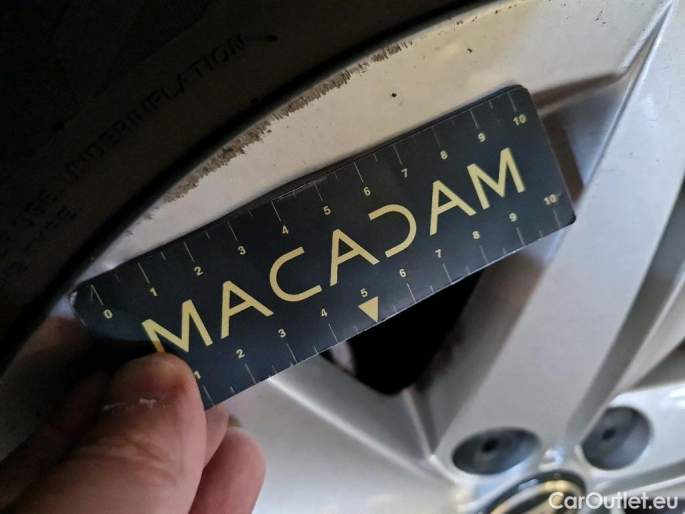 UNDERINFLATION
0 1 2 3 4 5 6 7 8 9 10
MACADAM
1 2 3 4 5 6 7 8 9 10
CarOutlet.eu